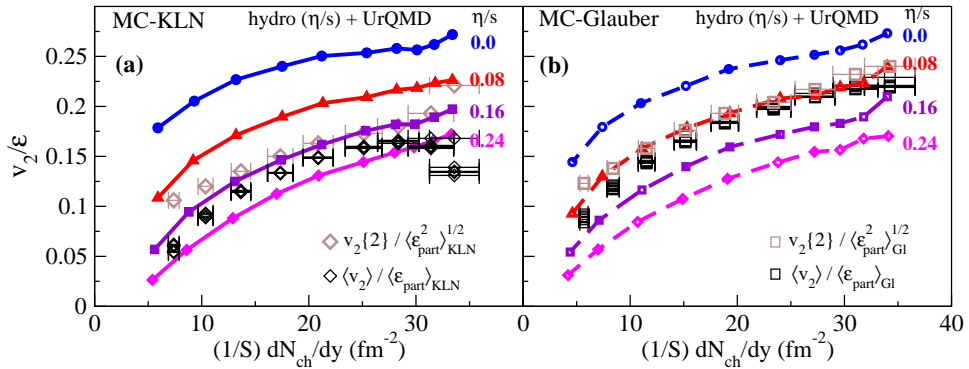 MC-KLN hydro (η/s) + UrQMD η/s
MC-Glauber hydro (η/s) + UrQMD η/s
0.25
0.2
0.15
0.1
0.05
0
v₂/ε
(a)
0.0
0.08
0.16
0.24
v₂{2} / ⟨ε²part⟩^1/2 KLN
⟨v₂⟩ / ⟨εpart⟩KLN
0 10 20 30
(1/S) dNch/dy (fm⁻²)
(b)
0.0
0.08
0.16
0.24
v₂{2} / ⟨ε²part⟩^1/2 Gl
⟨v₂⟩ / ⟨εpart⟩Gl
0 10 20 30 40
(1/S) dNch/dy (fm⁻²)